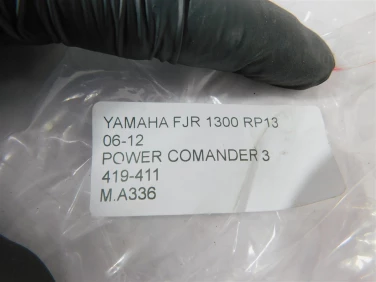 YAMAHA FJR 1300 RP13
06-12
POWER COMANDER 3
419-411
M.A336